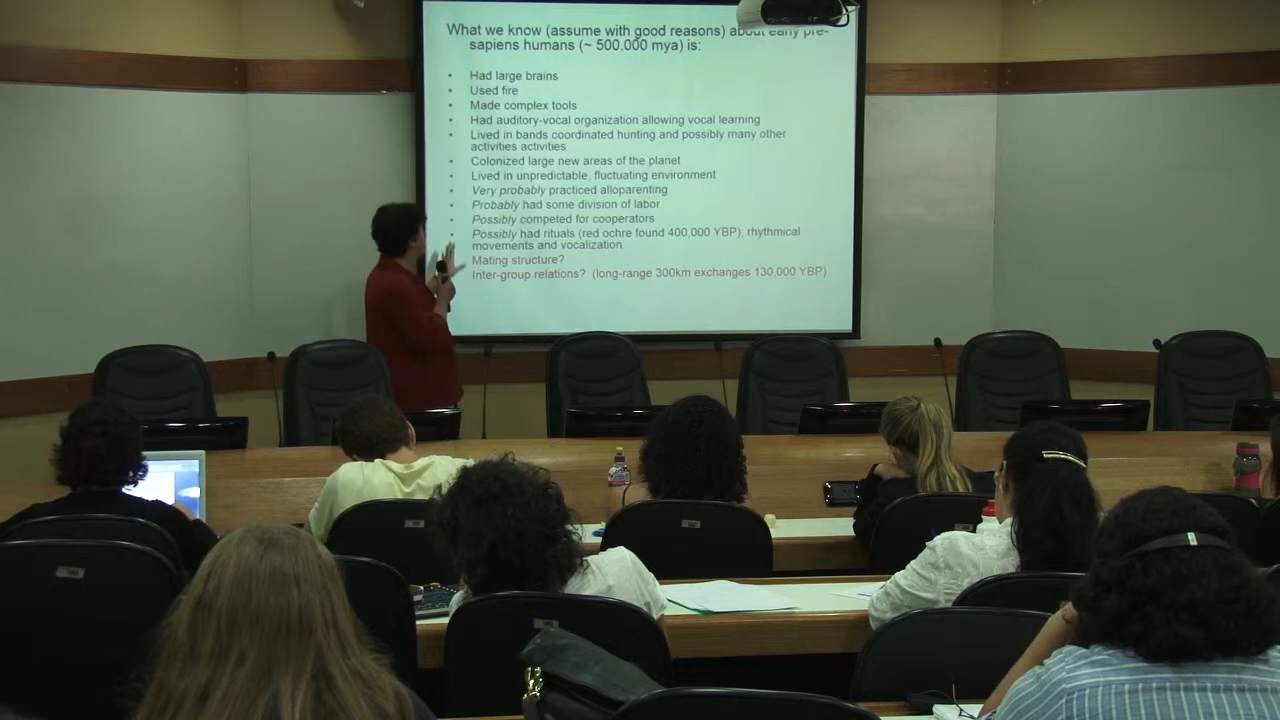 What we know (assume with good reasons) about early pre-
sapiens humans (~ 500,000 mya) is:
• Had large brains
• Used fire
• Made complex tools
• Had auditory-vocal organization allowing vocal learning
• Lived in bands coordinated hunting and possibly many other
activities activities
• Colonized large new areas of the planet
• Lived in unpredictable, fluctuating environment
• Very probably practiced alloparenting
• Probably had some division of labor
• Possibly competed for cooperators
• Possibly had rituals (red ochre found 400,000 YBP); rhythmical
movements and vocalization
Mating structure?
Inter-group relations? (long-range 300km exchanges 130,000 YBP)